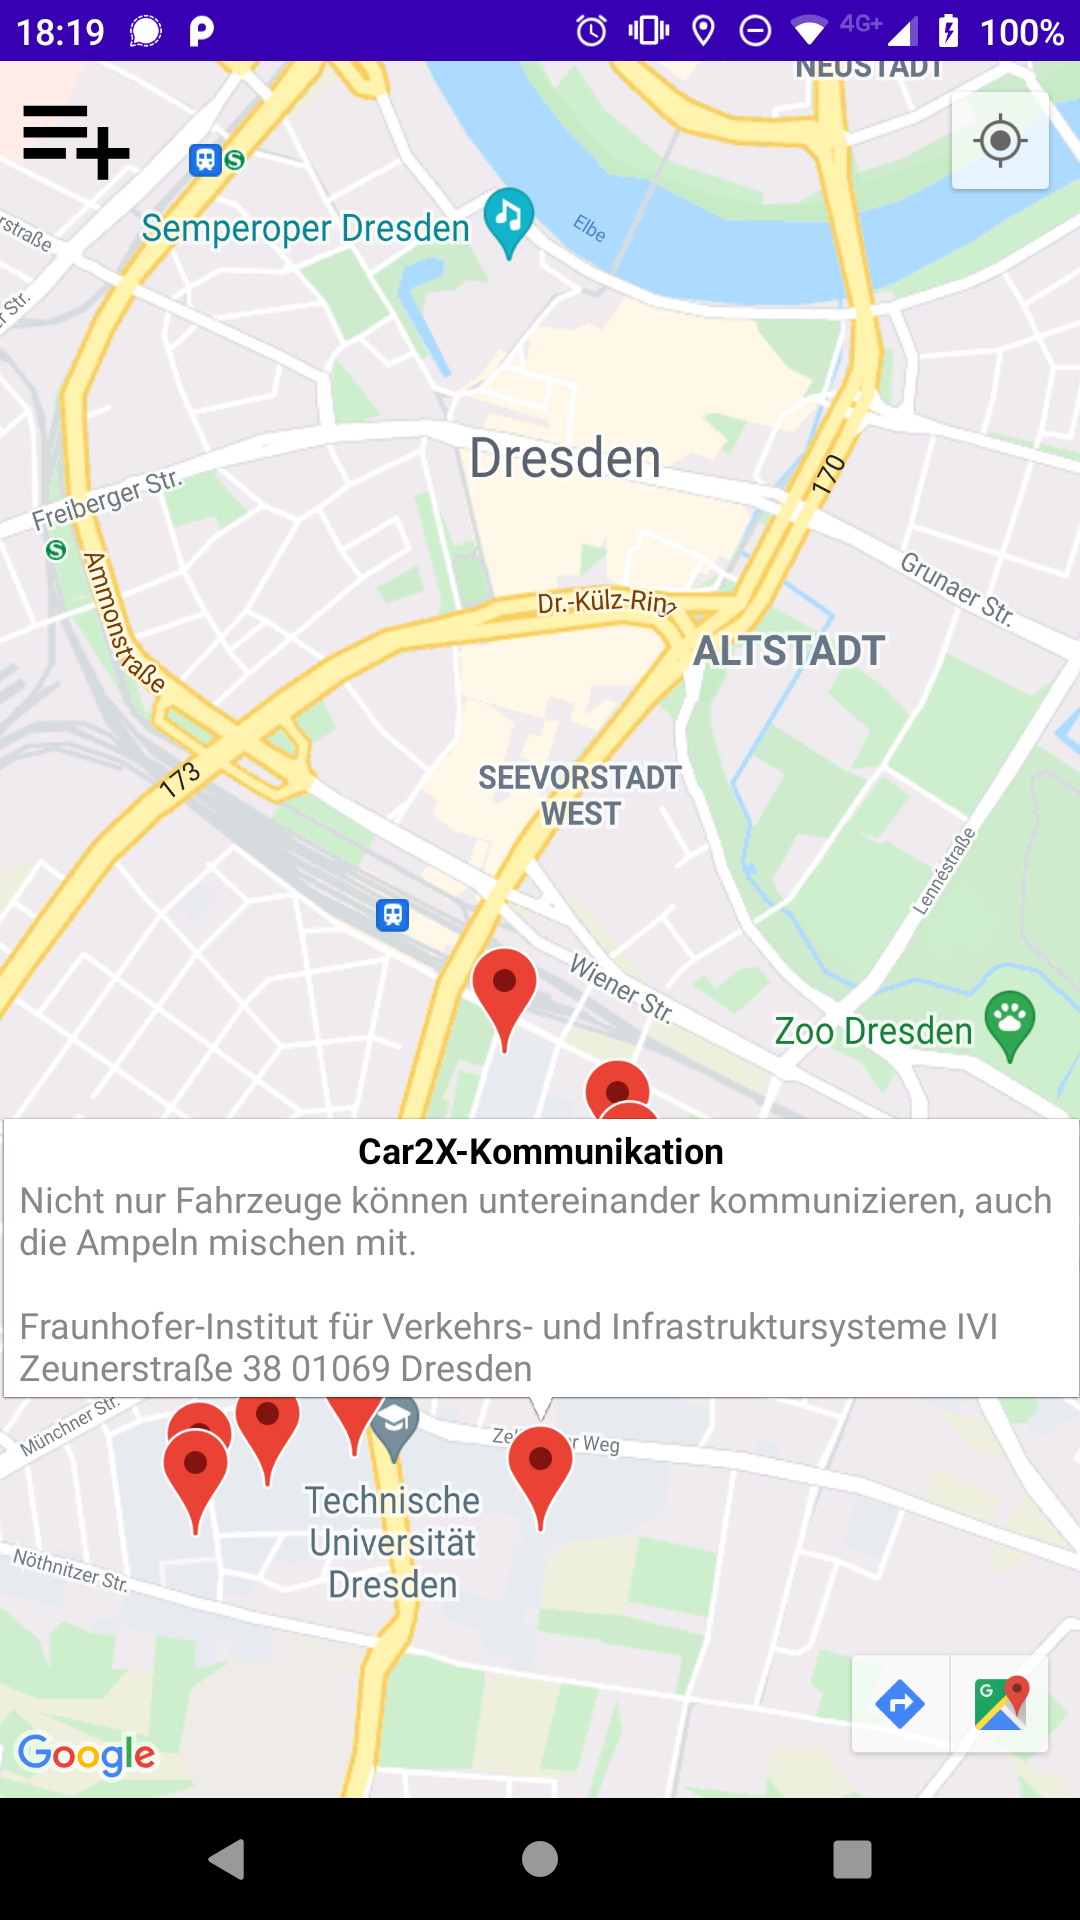 18:19
4G+
100%
NEUSTADT
Semperoper Dresden
Elbe
rstraße
r Str.
Dresden
170
Freiberger Str.
Ammonstraße
Grunaer Str.
Dr.-Külz-Ring
ALTSTADT
173
SEEVORSTADT
WEST
Lennéstraße
Wiener Str.
Zoo Dresden
Car2X-Kommunikation
Nicht nur Fahrzeuge können untereinander kommunizieren, auch
die Ampeln mischen mit.
Fraunhofer-Institut für Verkehrs- und Infrastruktursysteme IVI
Zeunerstraße 38 01069 Dresden
Münchner Str.
Zel r Weg
Technische
Universität
Dresden
Nöthnitzer Str.
G
Google